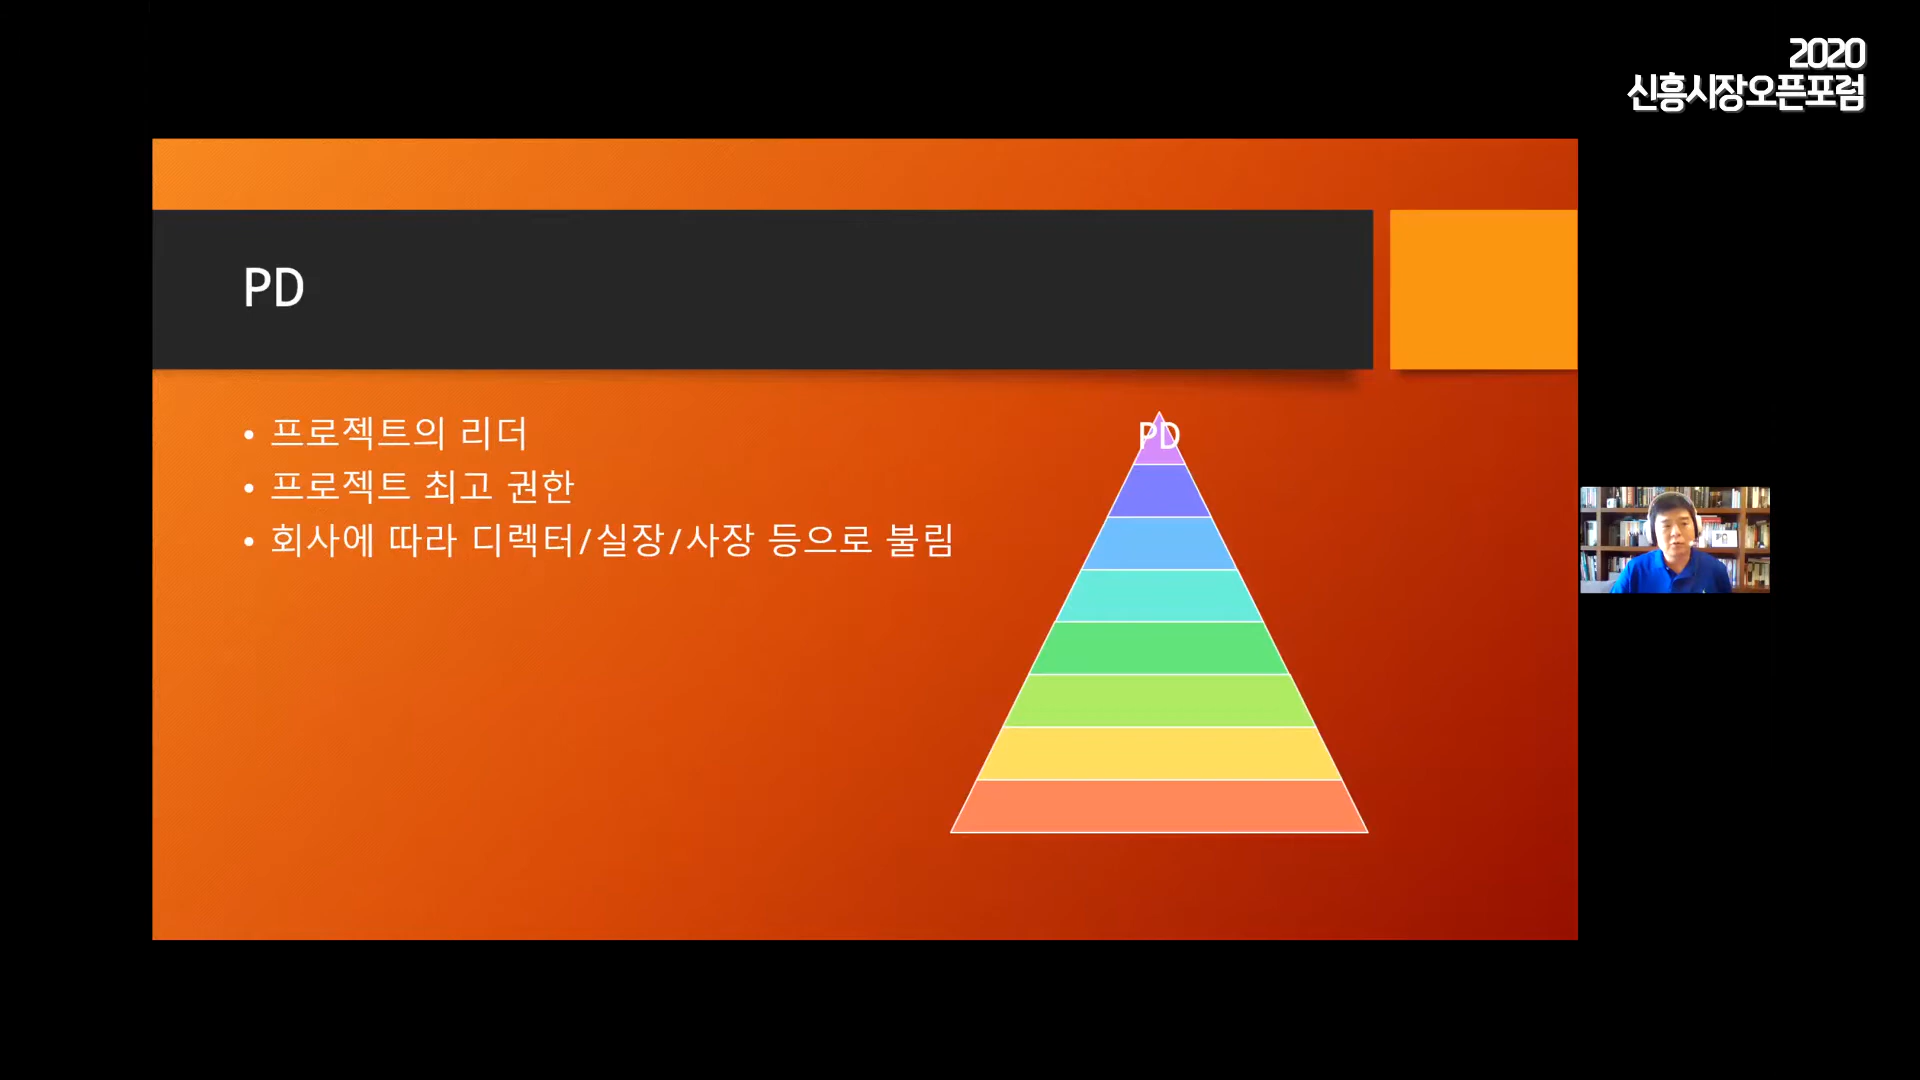 2020
신흥시장오픈포럼
PD
• 프로젝트의 리더
• 프로젝트 최고 권한
• 회사에 따라 디렉터/실장/사장 등으로 불림
PD